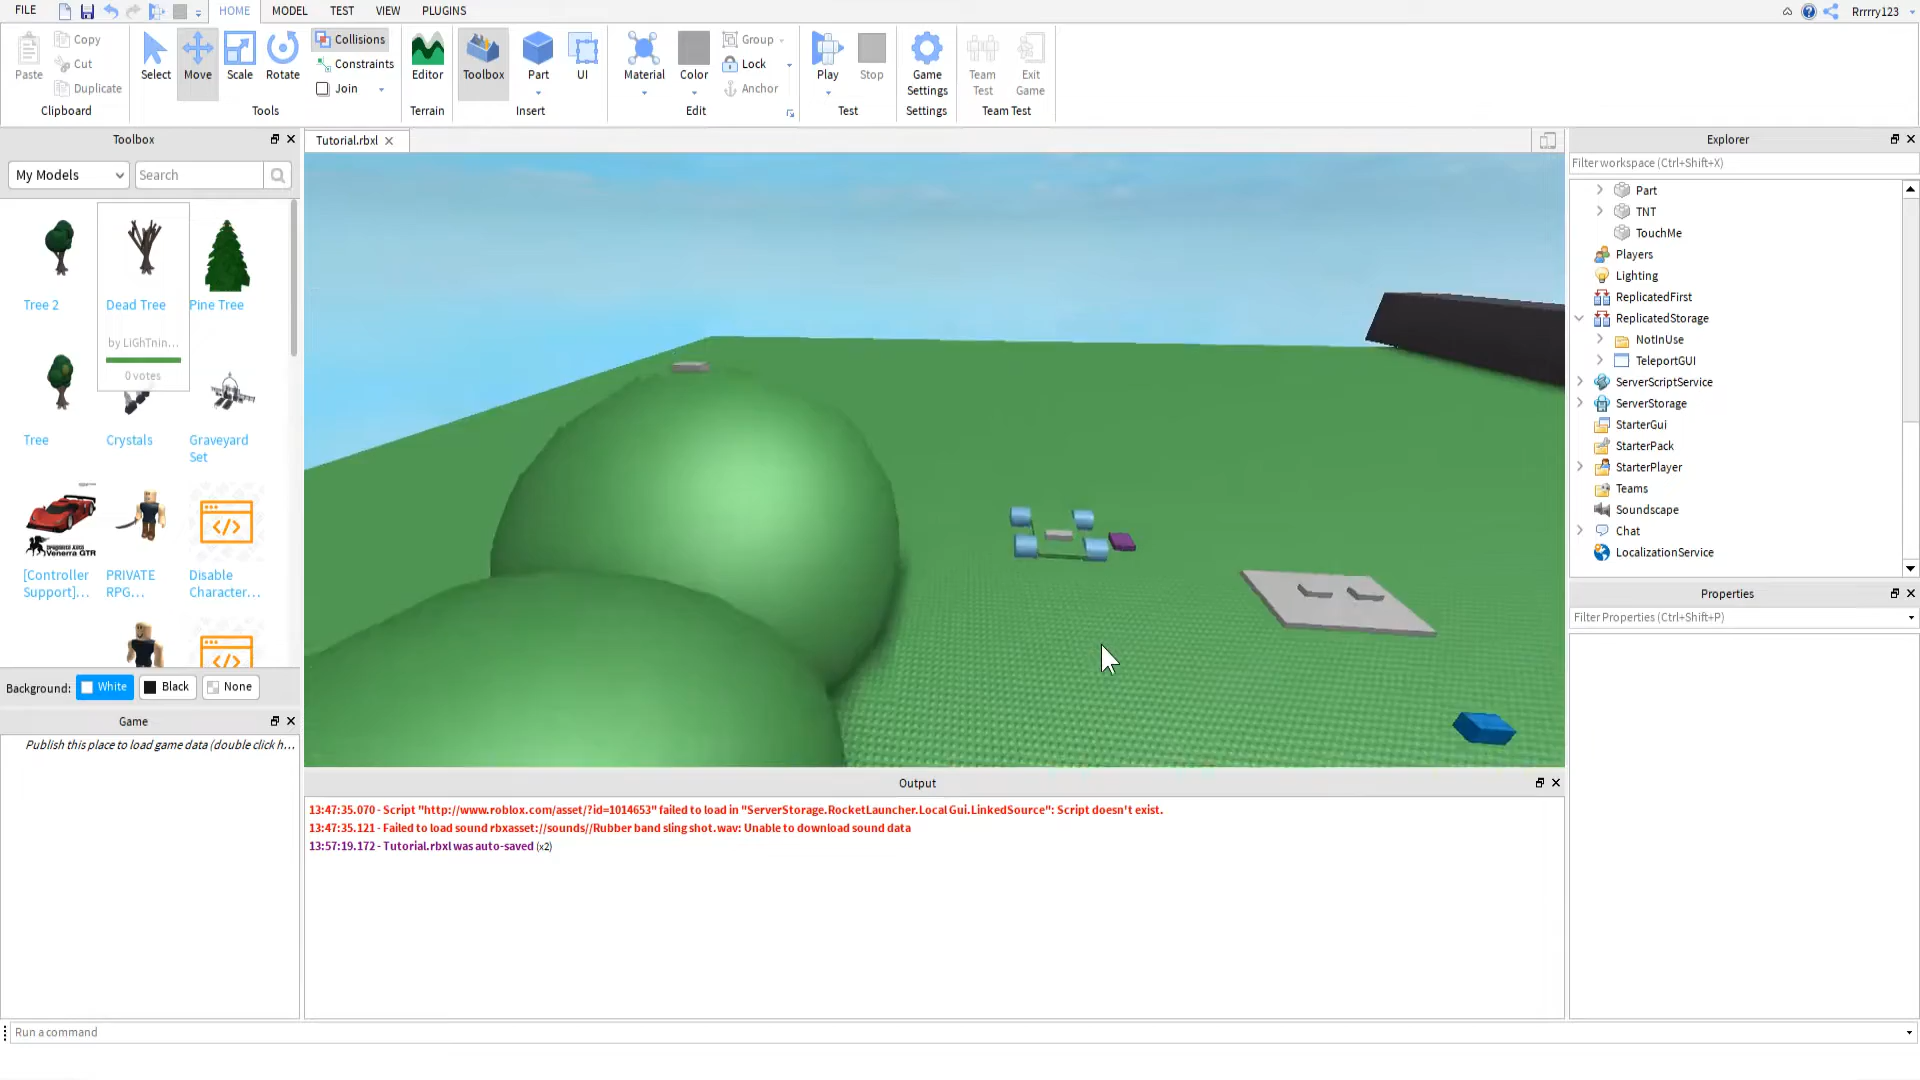 FILE
HOME
MODEL
TEST
VIEW
PLUGINS
Rrrrry123
Copy
Cut
Duplicate
Paste
Clipboard
Select
Move
Scale
Rotate
Collisions
Constraints
Join
Tools
Editor
Terrain
Toolbox
Part
UI
Insert
Material
Color
Group
Lock
Anchor
Edit
Play
Stop
Test
Game
Settings
Settings
Team
Test
Exit
Game
Team Test
Toolbox
My Models
Search
Tree 2
Dead Tree
Pine Tree
by LiGhTnin...
0 votes
Tree
Crystals
Graveyard
Set
Venerra GTR
[Controller
Support]...
PRIVATE
RPG...
Disable
Character...
Background:
White
Black
None
Game
Publish this place to load game data (double click h...
Tutorial.rbxl
Output
13:47:35.070 - Script "http://www.roblox.com/asset/?id=1014653" failed to load in "ServerStorage.RocketLauncher.Local Gui.LinkedSource": Script doesn't exist.
13:47:35.121 - Failed to load sound rbxasset://sounds//Rubber band sling shot.wav: Unable to download sound data
13:57:19.172 - Tutorial.rbxl was auto-saved (x2)
Explorer
Filter workspace (Ctrl+Shift+X)
Part
TNT
TouchMe
Players
Lighting
ReplicatedFirst
ReplicatedStorage
NotInUse
TeleportGUI
ServerScriptService
ServerStorage
StarterGui
StarterPack
StarterPlayer
Teams
Soundscape
Chat
LocalizationService
Properties
Filter Properties (Ctrl+Shift+P)
Run a command